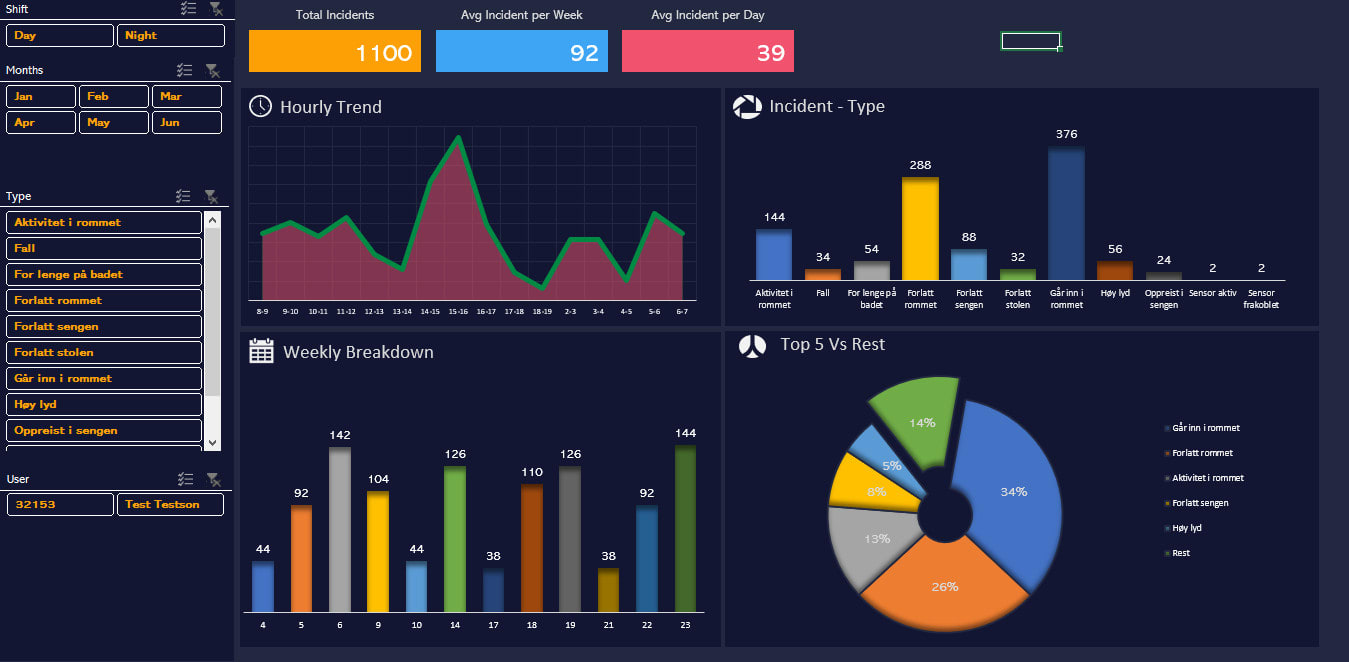 Shift
Day
Night
Months
Jan
Feb
Mar
Apr
May
Jun
Type
Aktivitet i rommet
Fall
For lenge på badet
Forlatt rommet
Forlatt sengen
Forlatt stolen
Går inn i rommet
Høy lyd
Oppreist i sengen
User
32153
Test Testson
Total Incidents
1100
Avg Incident per Week
92
Avg Incident per Day
39
Hourly Trend
8-9 9-10 10-11 11-12 12-13 13-14 14-15 15-16 16-17 17-18 18-19 2-3 3-4 4-5 5-6 6-7
Incident - Type
144 34 54 288 88 32 376 56 24 2 2
Aktivitet i
rommet
Fall
For lenge på
badet
Forlatt
rommet
Forlatt
sengen
Forlatt
stolen
Går inn i
rommet
Høy lyd
Oppreist i
sengen
Sensor aktiv
Sensor
frakoblet
Weekly Breakdown
44 92 142 104 44 126 38 110 126 38 92 144
4 5 6 9 10 14 17 18 19 21 22 23
Top 5 Vs Rest
34%
26%
13%
8%
5%
14%
Går inn i rommet
Forlatt rommet
Aktivitet i rommet
Forlatt sengen
Høy lyd
Rest